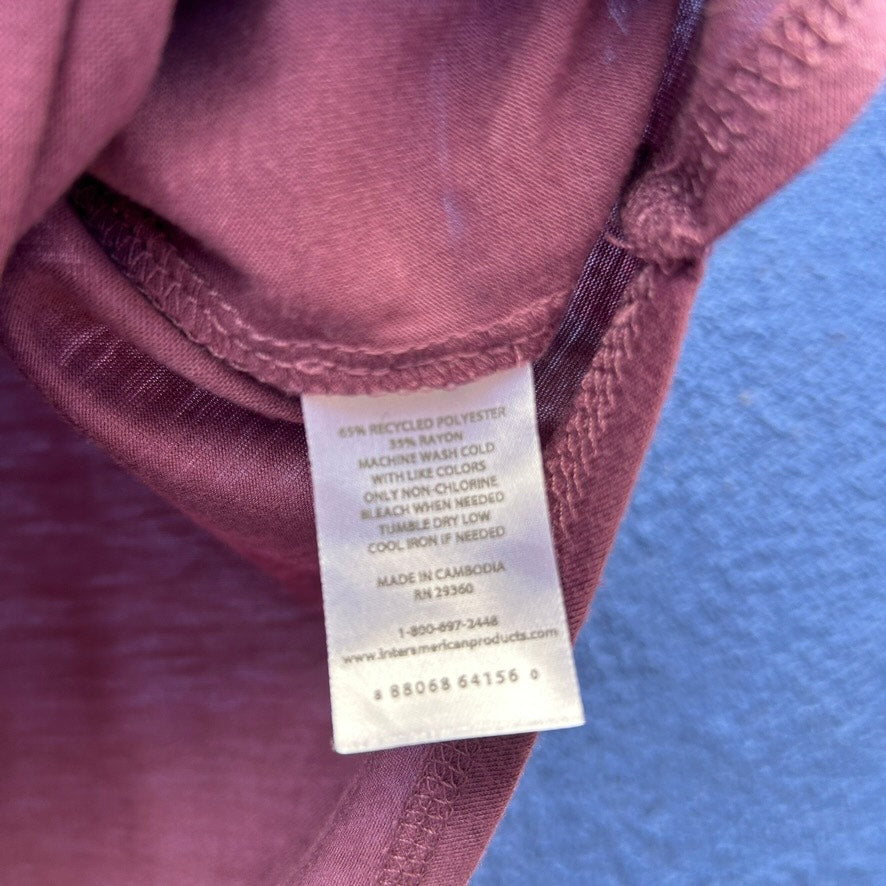 65% RECYCLED POLYESTER
35% RAYON
MACHINE WASH COLD
WITH LIKE COLORS
ONLY NON-CHLORINE
BLEACH WHEN NEEDED
TUMBLE DRY LOW
COOL IRON IF NEEDED
MADE IN CAMBODIA
RN 29360
1-800-697-2448
www.interamericanproducts.com
8 88068 64156 0